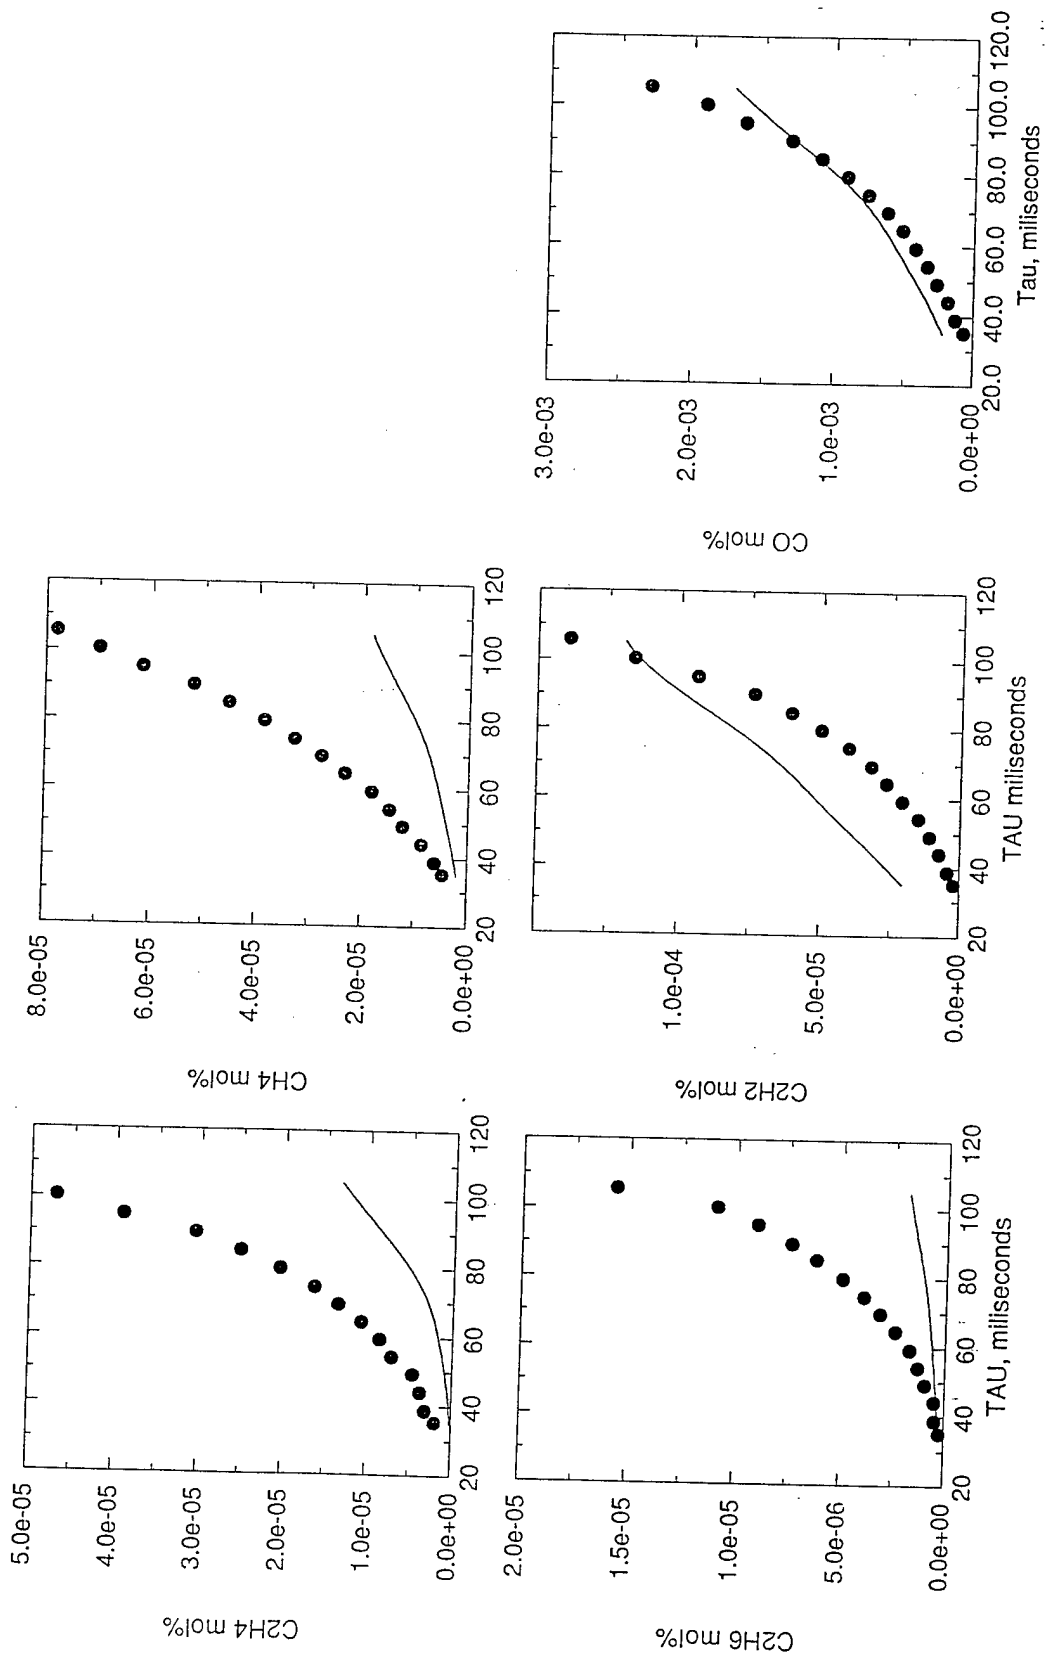 C2H4 mol%
5.0e-05
4.0e-05
3.0e-05
2.0e-05
1.0e-05
0.0e+00
20 40 60 80 100 120
CH4 mol%
8.0e-05
6.0e-05
4.0e-05
2.0e-05
0.0e+00
20 40 60 80 100 120
C2H6 mol%
2.0e-05
1.5e-05
1.0e-05
5.0e-06
0.0e+00
20 40 60 80 100 120
TAU, miliseconds
C2H2 mol%
1.0e-04
5.0e-05
0.0e+00
20 40 60 80 100 120
TAU miliseconds
CO mol%
3.0e-03
2.0e-03
1.0e-03
0.0e+00
20.0 40.0 60.0 80.0 100.0 120.0
Tau, miliseconds